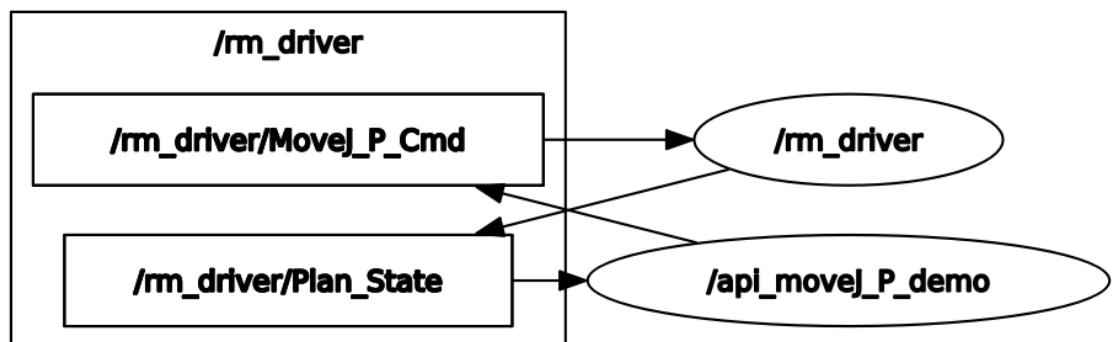 /rm_driver
/rm_driver/MoveJ_P_Cmd
/rm_driver
/rm_driver/Plan_State
/api_moveJ_P_demo